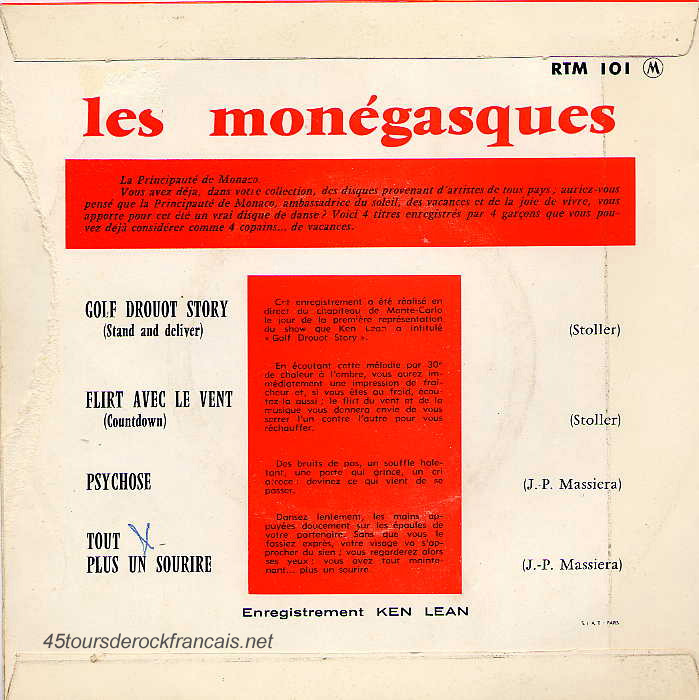 RTM 101 M
les monégasques
La Principauté de Monaco.
Vous avez déja, dans votre collection, des disques provenant d'artistes de tous pays; auriez-vous
pensé que la Principauté de Monaco, ambassadrice du soleil, des vacances et de la joie de vivre, vous
apporte pour cet été un vrai disque de danse? Voici 4 titres enregistrés par 4 garçons que vous pou-
vez déjà considérer comme 4 copains... de vacances.
GOLF DROUOT STORY
(Stand and deliver)
Cet enregistrement a été réalisé en
direct du chapiteau de Monte-Carlo
le jour de la première représentation
du show que Ken Lean a intitulé
« Golf Drouot Story ».
(Stoller)
FLIRT AVEC LE VENT
(Countdown)
En écoutant cette mélodie par 30°
de chaleur à l'ombre, vous aurez im-
médiatement une impression de fraî-
cheur et, si vous êtes au froid, écou-
tez-la aussi; le flirt du vent et de la
musique vous donnera envie de vous
serrer l'un contre l'autre pour vous
réchauffer.
(Stoller)
PSYCHOSE
Des bruits de pas, un souffle hale-
tant, une porte qui grince, un cri
atroce: devinez ce qui vient de se
passer.
(J.-P. Massiera)
TOUT
PLUS UN SOURIRE
Dansez lentement, les mains ap-
puyées doucement sur les épaules de
votre partenaire. Sans que vous le
fassiez exprès, votre visage va s'ap-
procher du sien; vous regarderez alors
ses yeux: vous avez tout mainte-
nant... plus un sourire.
(J.-P. Massiera)
Enregistrement KEN LEAN
S.I.A.T. PARIS
45toursderockfrancais.net